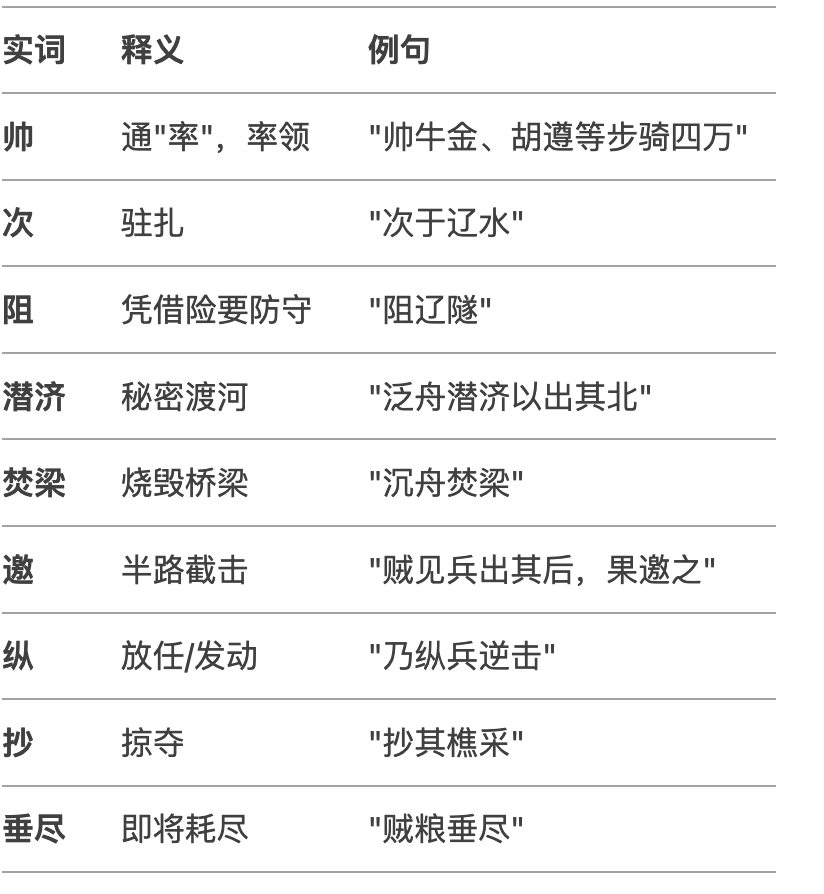 实词 释义 例句
帅 通"率"，率领 "帅牛金、胡遵等步骑四万"
次 驻扎 "次于辽水"
阻 凭借险要防守 "阻辽隧"
潜济 秘密渡河 "泛舟潜济以出其北"
焚梁 烧毁桥梁 "沉舟焚梁"
邀 半路截击 "贼见兵出其后，果邀之"
纵 放任/发动 "乃纵兵逆击"
抄 掠夺 "抄其樵采"
垂尽 即将耗尽 "贼粮垂尽"